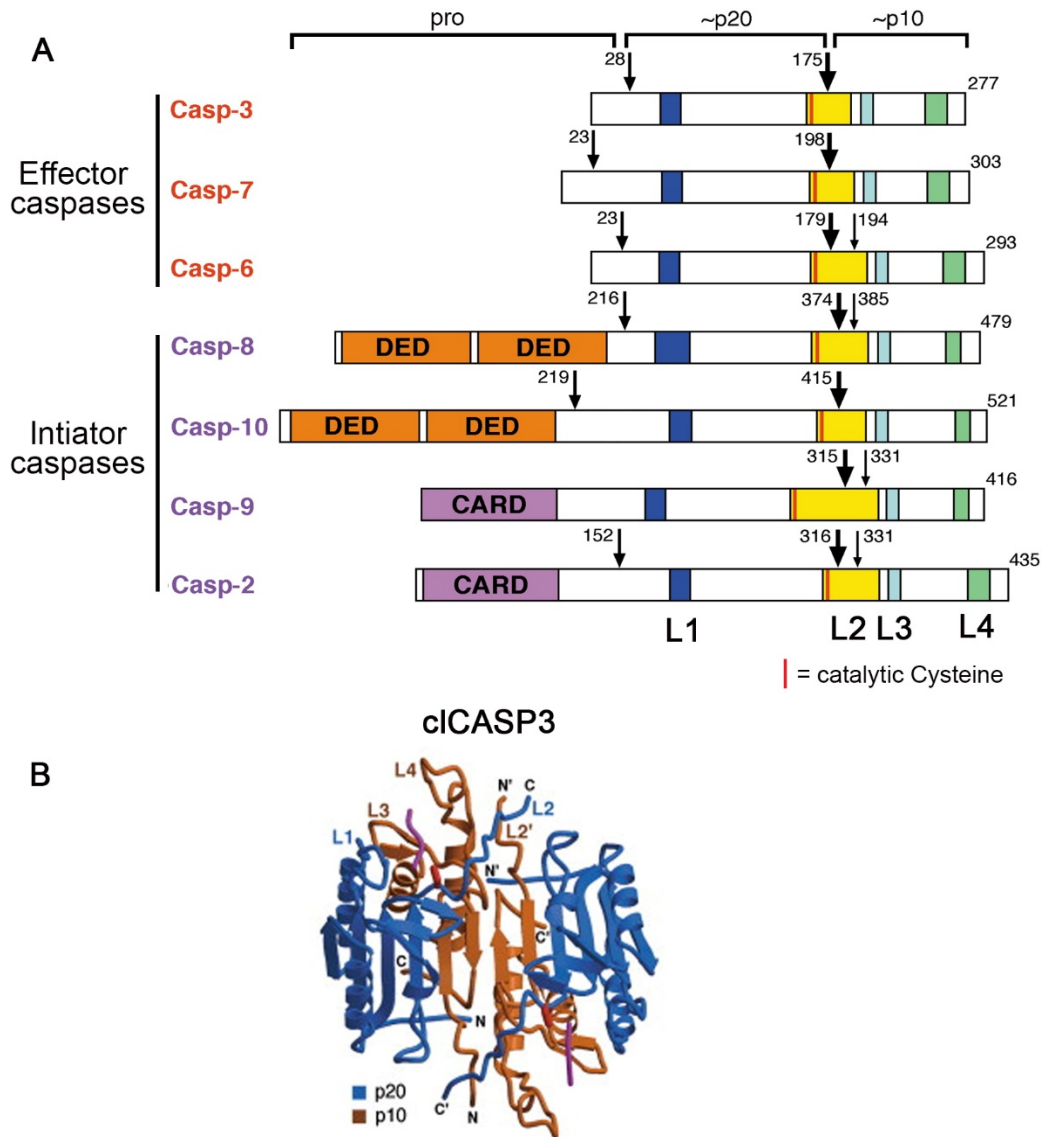 A
pro
~p20
~p10
28
175
277
Casp-3
23
198
303
Casp-7
Effector
caspases
23
179
194
293
Casp-6
216
374
385
479
Casp-8
DED
DED
219
415
521
Casp-10
DED
DED
Intiator
caspases
315
331
416
Casp-9
CARD
152
316
331
435
Casp-2
CARD
L1
L2
L3
L4
= catalytic Cysteine
clCASP3
B
L4
N'
C
L2
L3
L2'
L1
N'
C'
C
N
p20
p10
C'
N